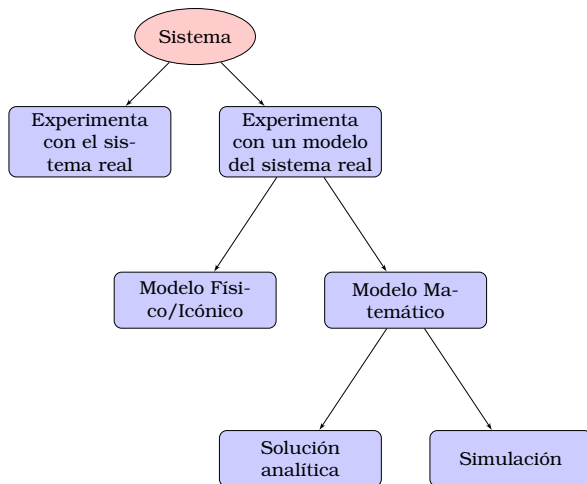 Sistema
Experimenta
con el sis-
tema real
Experimenta
con un modelo
del sistema real
Modelo Físi-
co/Icónico
Modelo Ma-
temático
Solución
analítica
Simulación